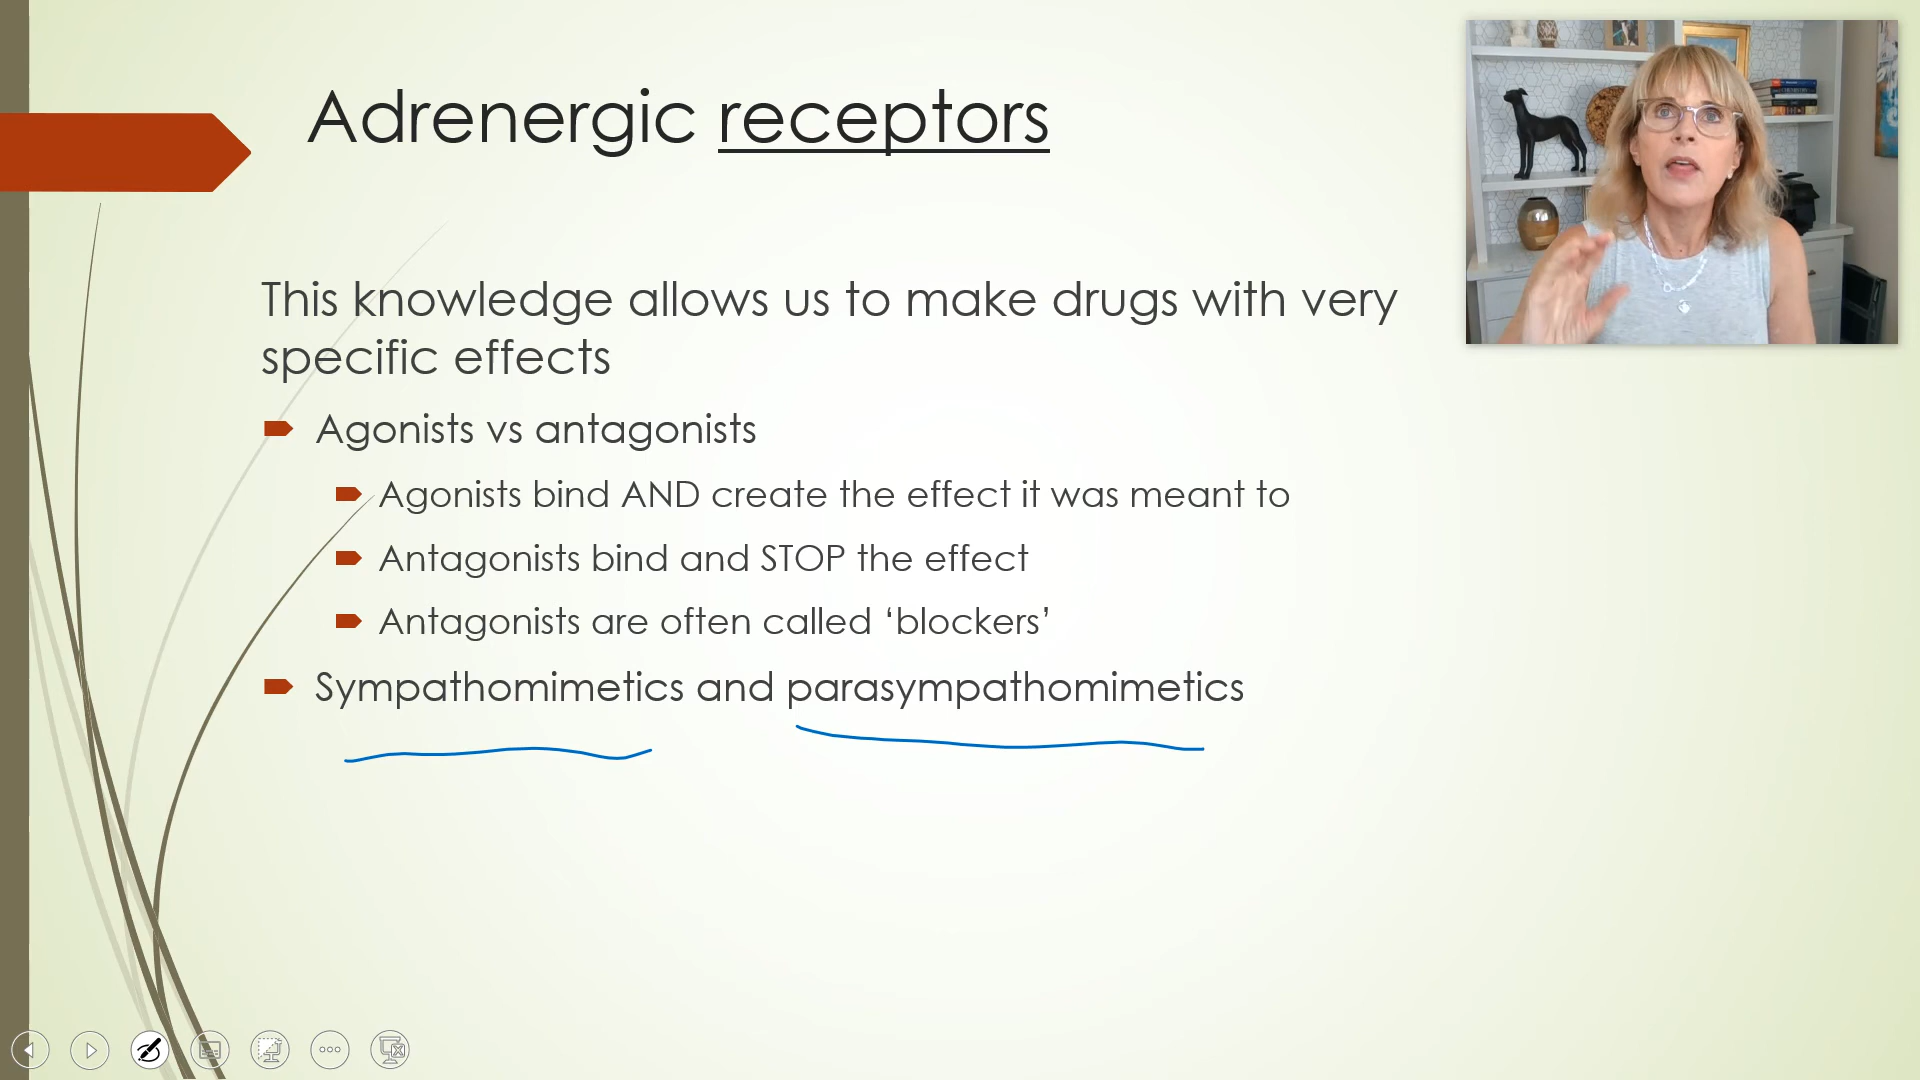 Adrenergic receptors
This knowledge allows us to make drugs with very
specific effects
Agonists vs antagonists
Agonists bind AND create the effect it was meant to
Antagonists bind and STOP the effect
Antagonists are often called ‘blockers’
Sympathomimetics and parasympathomimetics